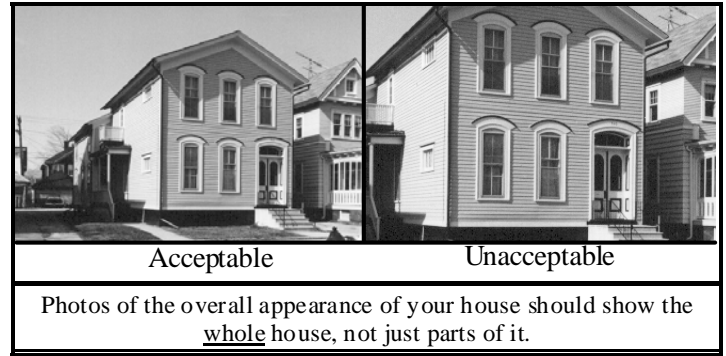 Acceptable
Unacceptable
Photos of the overall appearance of your house should show the
whole house, not just parts of it.